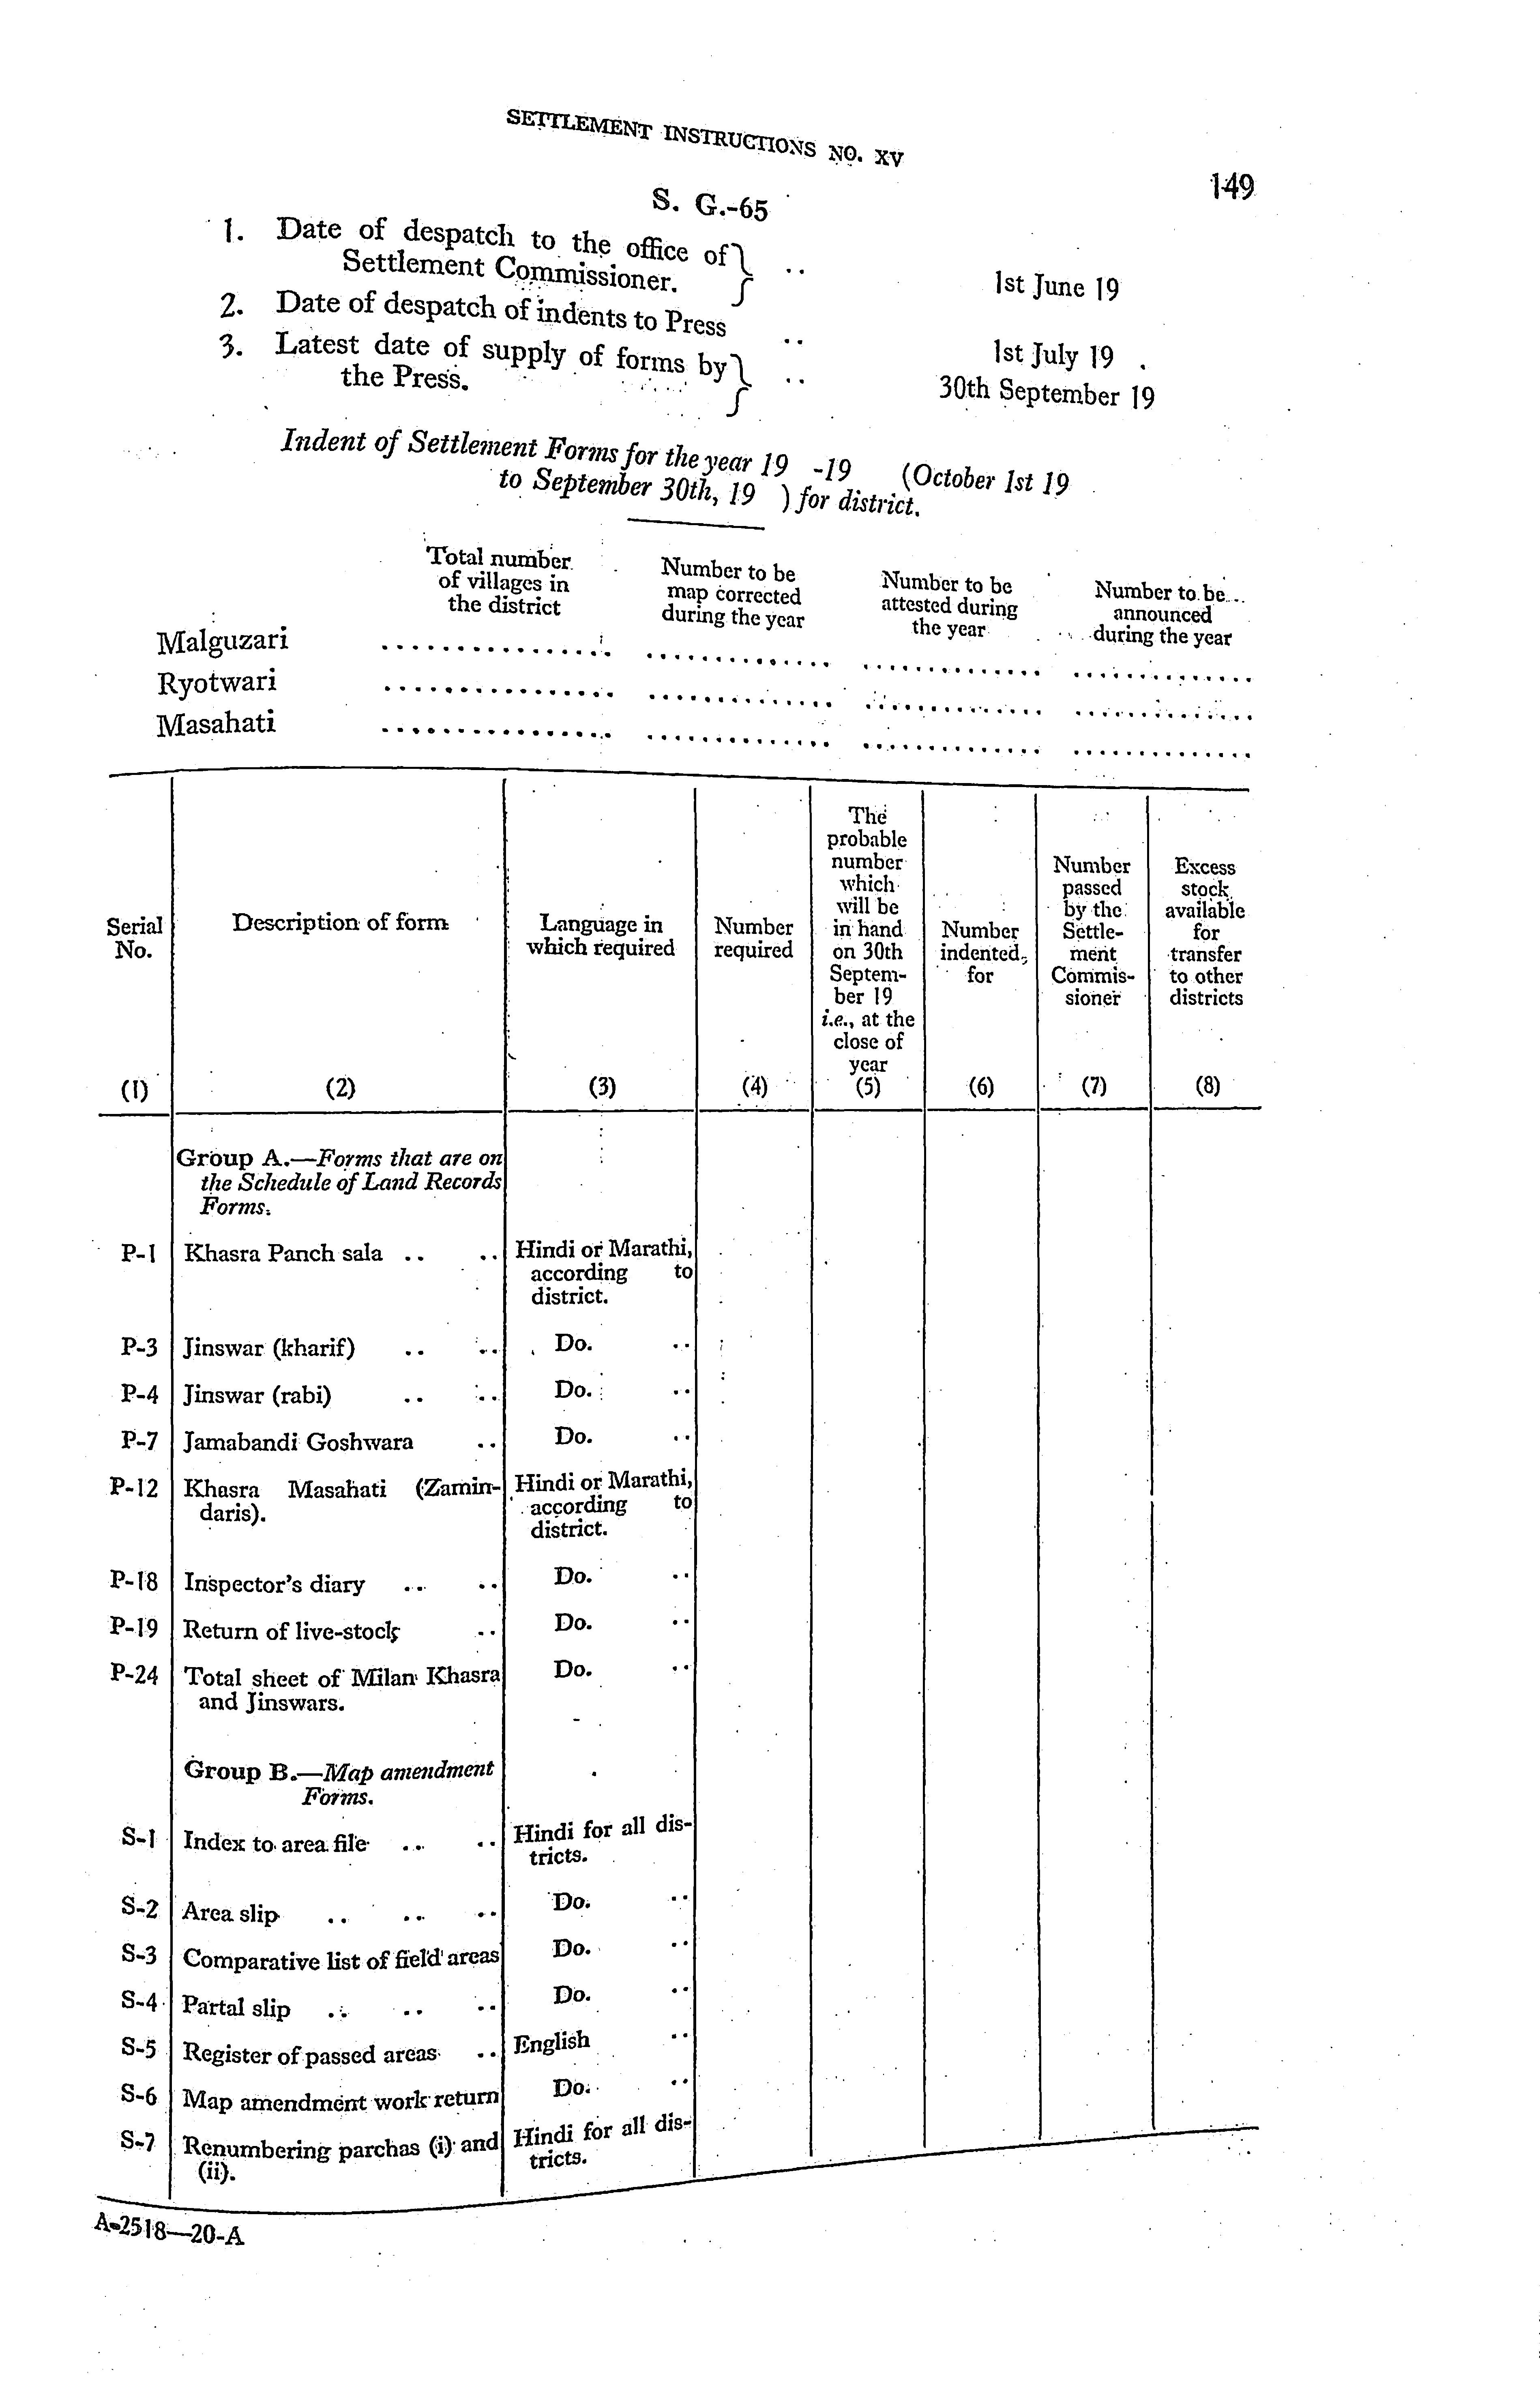 SETTLEMENT INSTRUCTIONS NO. XV
149
S. G.-65
1. Date of despatch to the office of } .. 1st June 19
Settlement Commissioner.
2. Date of despatch of indents to Press .. 1st July 19
3. Latest date of supply of forms by } .. 30th September 19
the Press.
Indent of Settlement Forms for the year 19 -19 (October 1st 19
to September 30th, 19 ) for district.
Total number of villages in the district
Number to be map corrected during the year
Number to be attested during the year
Number to be announced during the year
Malguzari ................ .............. .............. ..............
Ryotwari ................ .............. .............. ..............
Masahati ................ .............. .............. ..............
Serial
No.
Description of form
Language in
which required
Number
required
The
probable
number
which
will be
in hand
on 30th
Septem-
ber 19
i.e., at the
close of
year
Number
indented
for
Number
passed
by the
Settle-
ment
Commis-
sioner
Excess
stock
available
for
transfer
to other
districts
(1) (2) (3) (4) (5) (6) (7) (8)
Group A.—Forms that are on
the Schedule of Land Records
Forms.
P-1 Khasra Panch sala .. .. Hindi or Marathi,
according to
district.
P-3 Jinswar (kharif) .. .. Do. ..
P-4 Jinswar (rabi) .. .. Do. ..
P-7 Jamabandi Goshwara .. Do. ..
P-12 Khasra Masahati (Zamin- Hindi or Marathi,
daris). according to
district.
P-18 Inspector's diary .. .. Do. ..
P-19 Return of live-stock .. Do. ..
P-24 Total sheet of Milan Khasra Do. ..
and Jinswars.
Group B.—Map amendment
Forms.
S-1 Index to area file .. .. Hindi for all dis-
tricts.
S-2 Area slip .. .. .. Do. ..
S-3 Comparative list of field areas Do. ..
S-4 Partal slip .. .. .. Do. ..
S-5 Register of passed areas .. English ..
S-6 Map amendment work return Do. ..
S-7 Renumbering parchas (i) and Hindi for all dis-
(ii). tricts.
A-2518—20-A